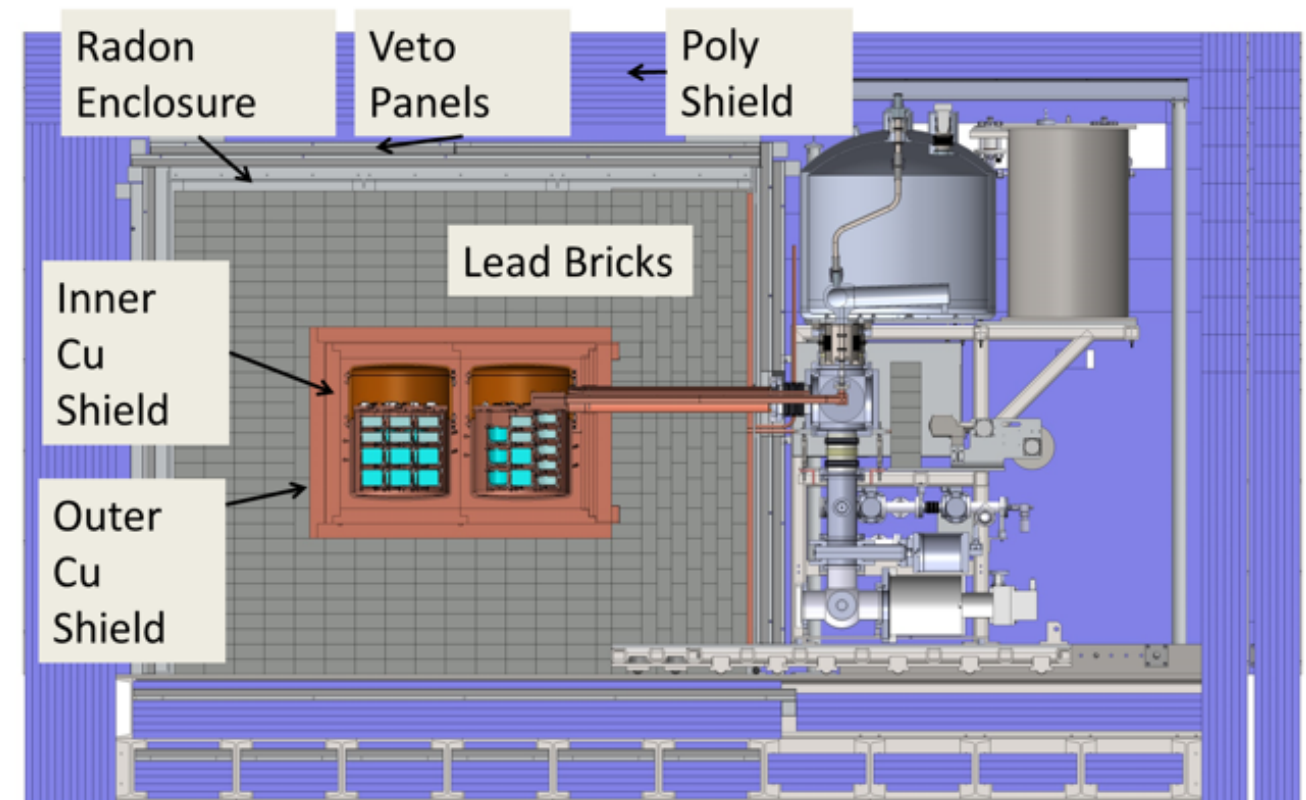 Radon
Enclosure
Veto
Panels
Poly
Shield
Lead Bricks
Inner
Cu
Shield
Outer
Cu
Shield